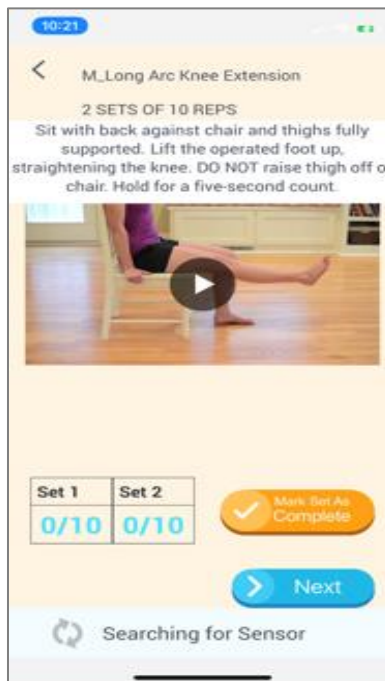 10:21
M_Long Arc Knee Extension
2 SETS OF 10 REPS
Sit with back against chair and thighs fully
supported. Lift the operated foot up,
straightening the knee. DO NOT raise thigh off o
chair. Hold for a five-second count.
Set 1 Set 2
0/10 0/10
Mark Set As
Complete
Next
Searching for Sensor